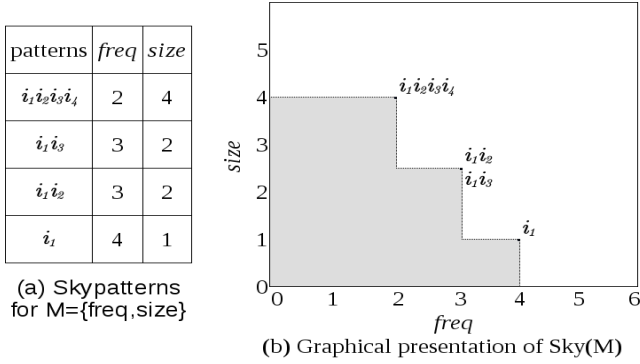 patterns freq size
i₁i₂i₃i₄ 2 4
i₁i₃ 3 2
i₁i₂ 3 2
i₁ 4 1
(a) Skypatterns
for M={freq,size}
size
5
4
3
2
1
0
i₁i₂i₃i₄
i₁i₂
i₁i₃
i₁
0 1 2 3 4 5 6
freq
(b) Graphical presentation of Sky(M)